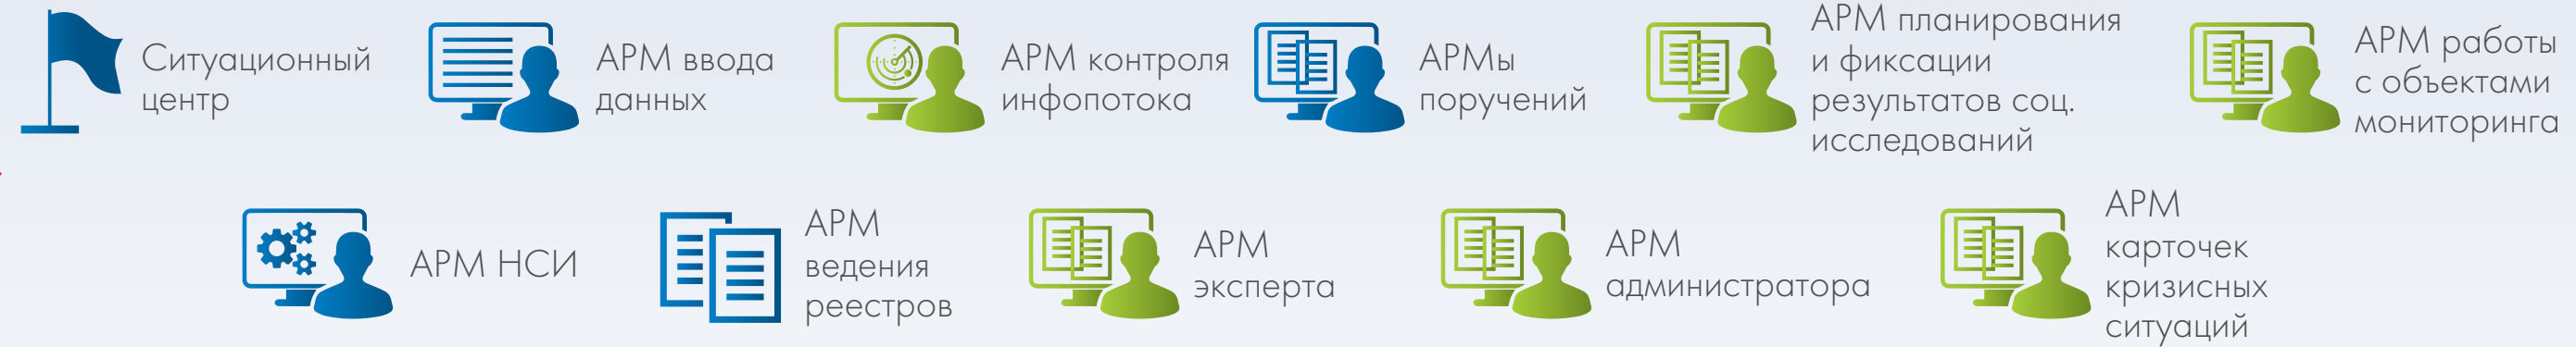 Ситуационный
центр
АРМ ввода
данных
АРМ контроля
инфопотока
АРМы
поручений
АРМ планирования
и фиксации
результатов соц.
исследований
АРМ работы
с объектами
мониторинга
АРМ НСИ
АРМ
ведения
реестров
АРМ
эксперта
АРМ
администратора
АРМ
карточек
кризисных
ситуаций